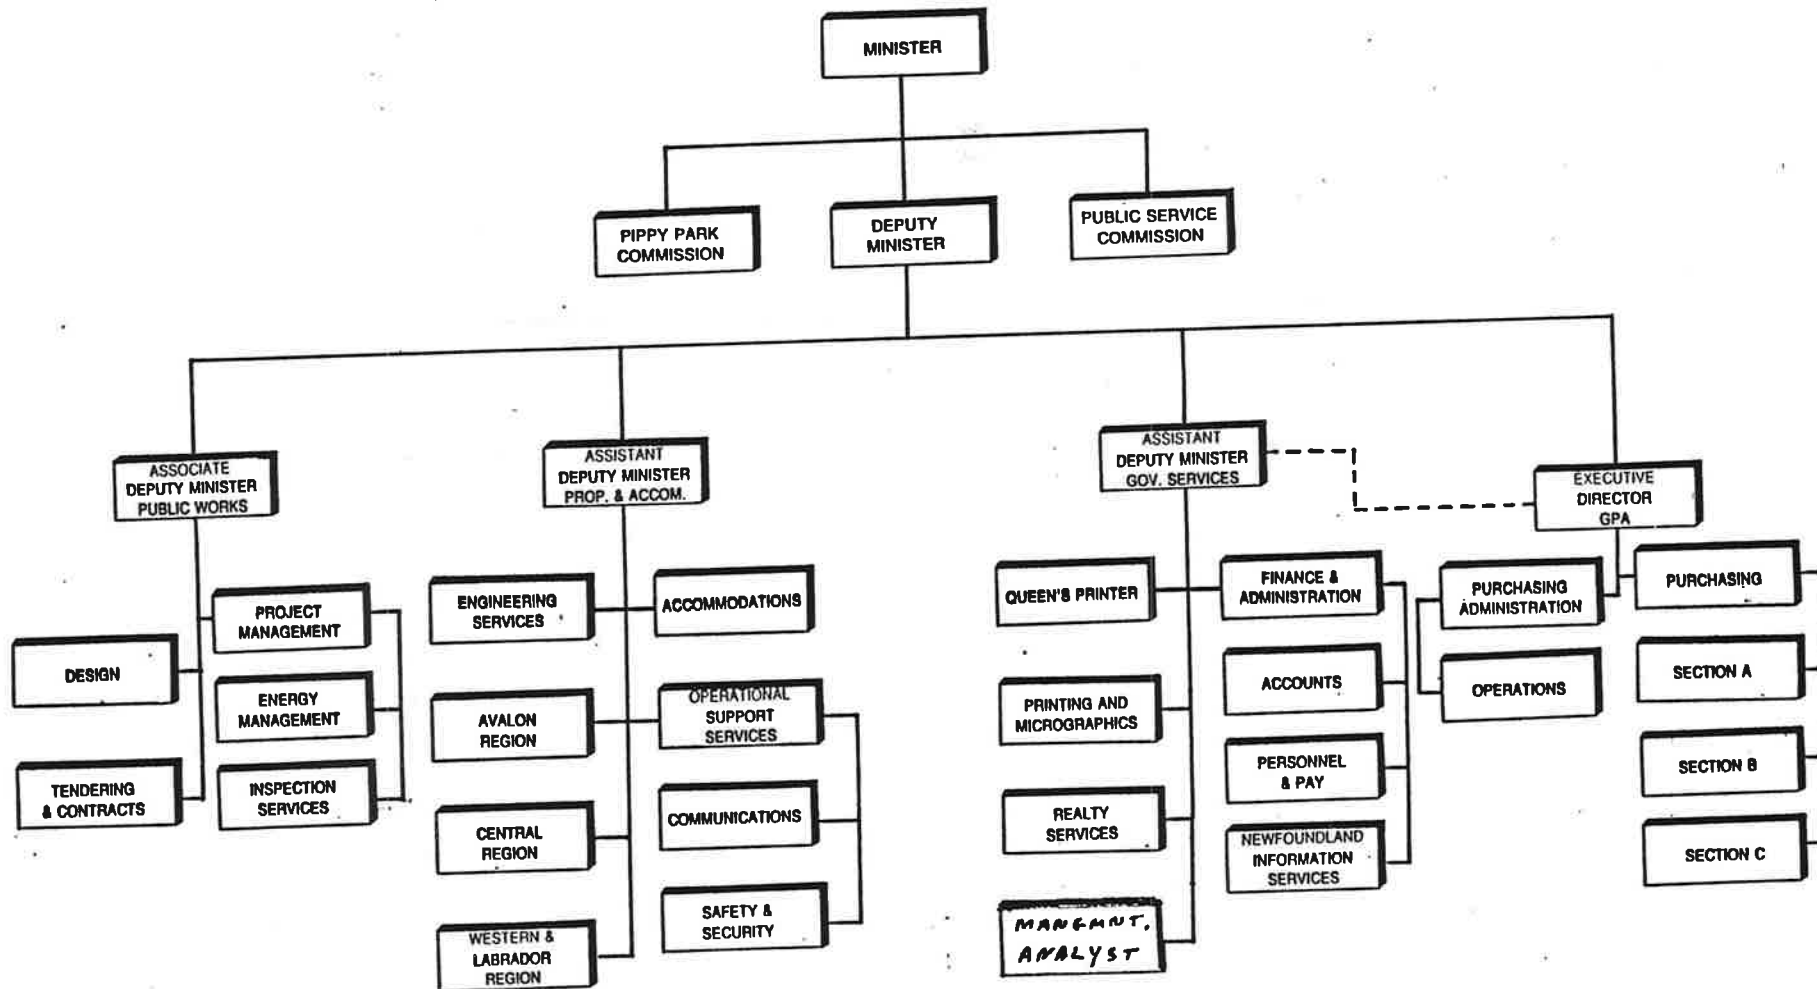 MINISTER
PIPPY PARK
COMMISSION
DEPUTY
MINISTER
PUBLIC SERVICE
COMMISSION
ASSOCIATE
DEPUTY MINISTER
PUBLIC WORKS
ASSISTANT
DEPUTY MINISTER
PROP. & ACCOM.
ASSISTANT
DEPUTY MINISTER
GOV. SERVICES
EXECUTIVE
DIRECTOR
GPA
PROJECT
MANAGEMENT
DESIGN
ENERGY
MANAGEMENT
TENDERING
& CONTRACTS
INSPECTION
SERVICES
ENGINEERING
SERVICES
ACCOMMODATIONS
AVALON
REGION
OPERATIONAL
SUPPORT
SERVICES
CENTRAL
REGION
COMMUNICATIONS
WESTERN &
LABRADOR
REGION
SAFETY &
SECURITY
QUEEN'S PRINTER
FINANCE &
ADMINISTRATION
PRINTING AND
MICROGRAPHICS
ACCOUNTS
REALTY
SERVICES
PERSONNEL
& PAY
MANGMNT.
ANALYST
NEWFOUNDLAND
INFORMATION
SERVICES
PURCHASING
ADMINISTRATION
OPERATIONS
PURCHASING
SECTION A
SECTION B
SECTION C